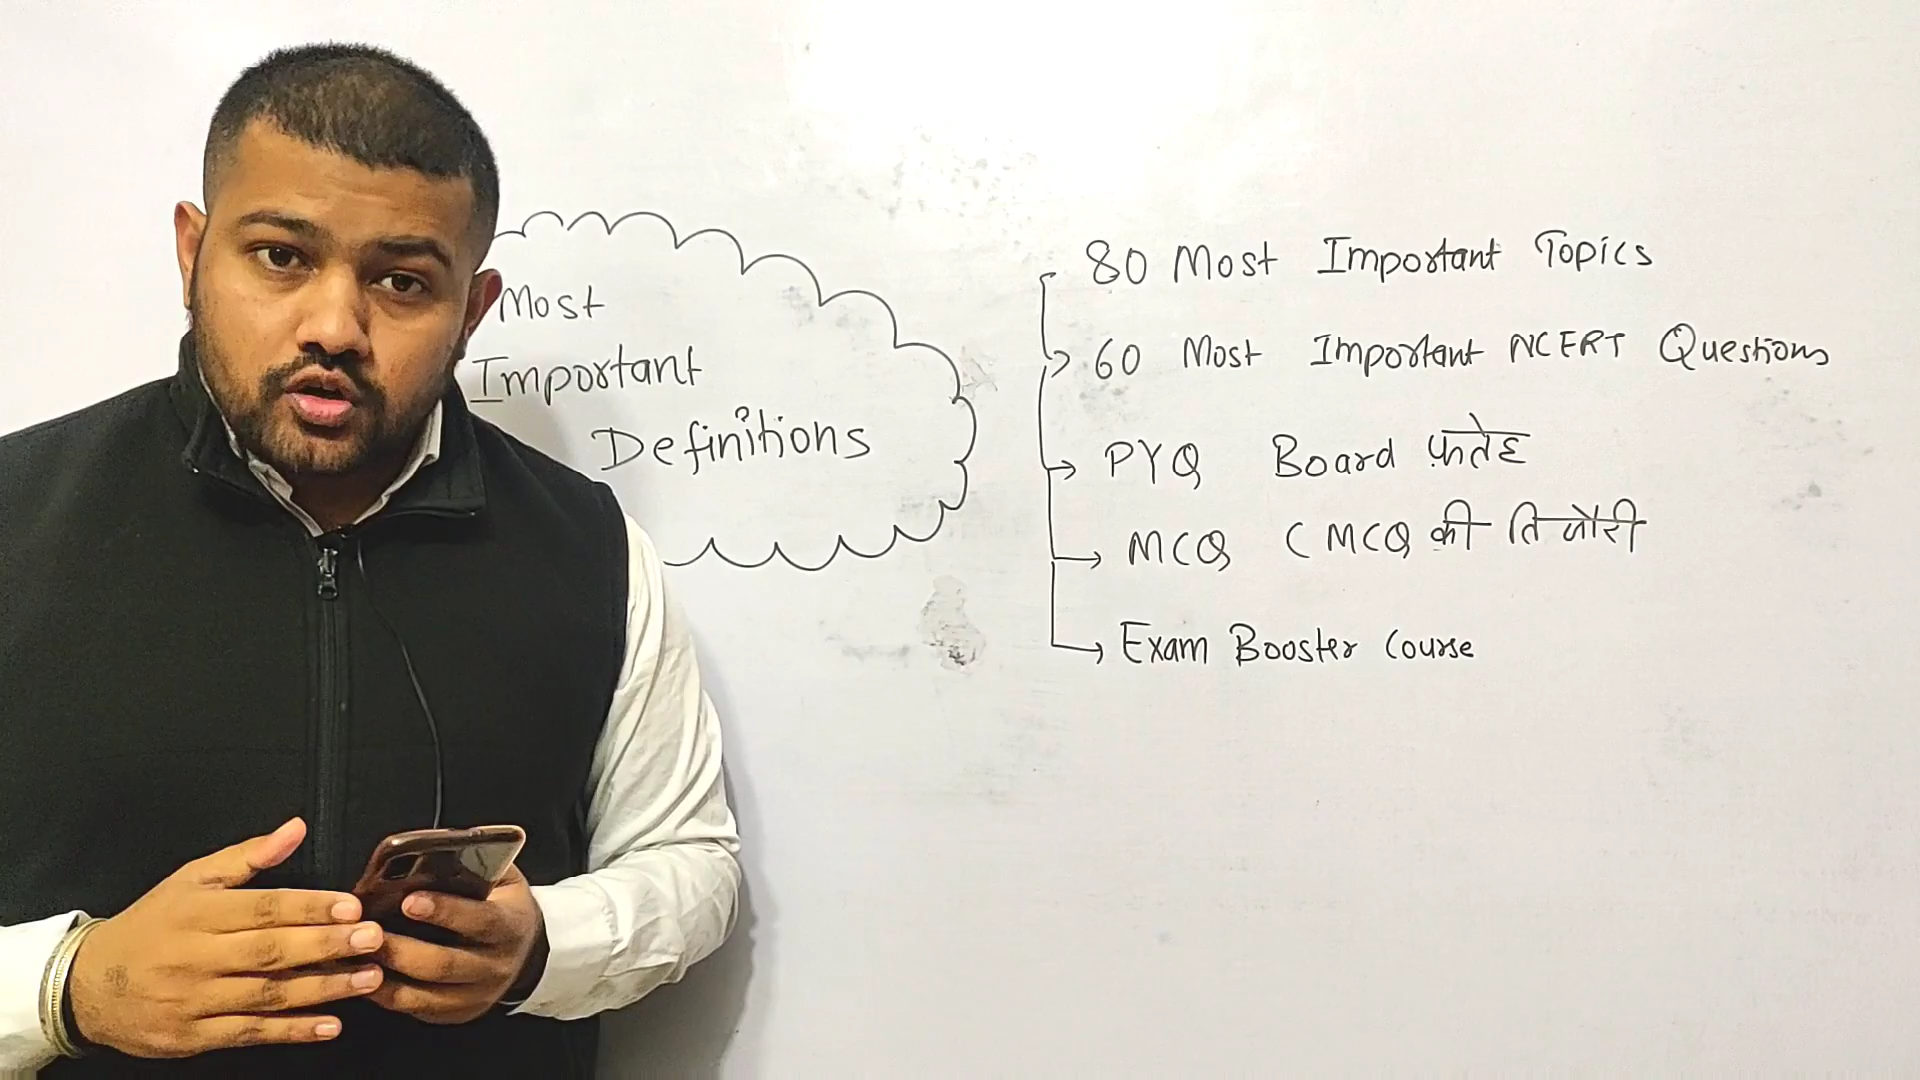 Most
Important
Definitions
80 Most Important Topics
60 Most Important NCERT Questions
PYQ Board फतेह
MCQ ( MCQ की तिजोरी
Exam Booster Course